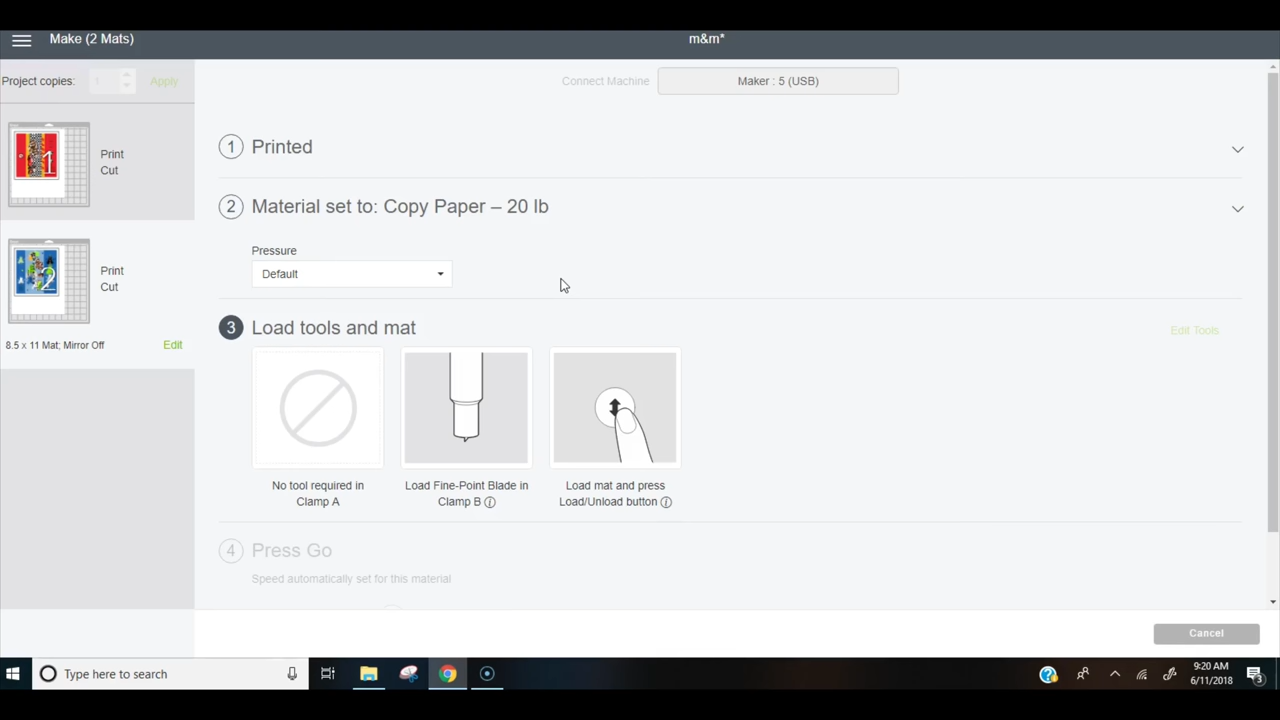 Make (2 Mats)
m&m*
Project copies:
1
Apply
Connect Machine
Maker : 5 (USB)
1
Print
Cut
2
Print
Cut
8.5 x 11 Mat; Mirror Off
Edit
1 Printed
2 Material set to: Copy Paper – 20 lb
Pressure
Default
3 Load tools and mat
Edit Tools
No tool required in
Clamp A
Load Fine-Point Blade in
Clamp B i
Load mat and press
Load/Unload button i
4 Press Go
Speed automatically set for this material
Cancel
Type here to search
9:20 AM
6/11/2018
3